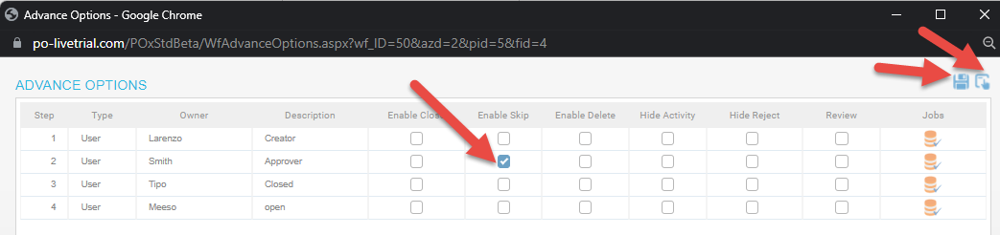 Advance Options - Google Chrome
po-livetrial.com/POxStdBeta/WfAdvanceOptions.aspx?wf_ID=50&azd=2&pid=5&fid=4
ADVANCE OPTIONS
Step Type Owner Description Enable Enable Skip Enable Delete Hide Activity Hide Reject Review Jobs
1 User Larenzo Creator
2 User Smith Approver
3 User Tipo Closed
4 User Meeso open